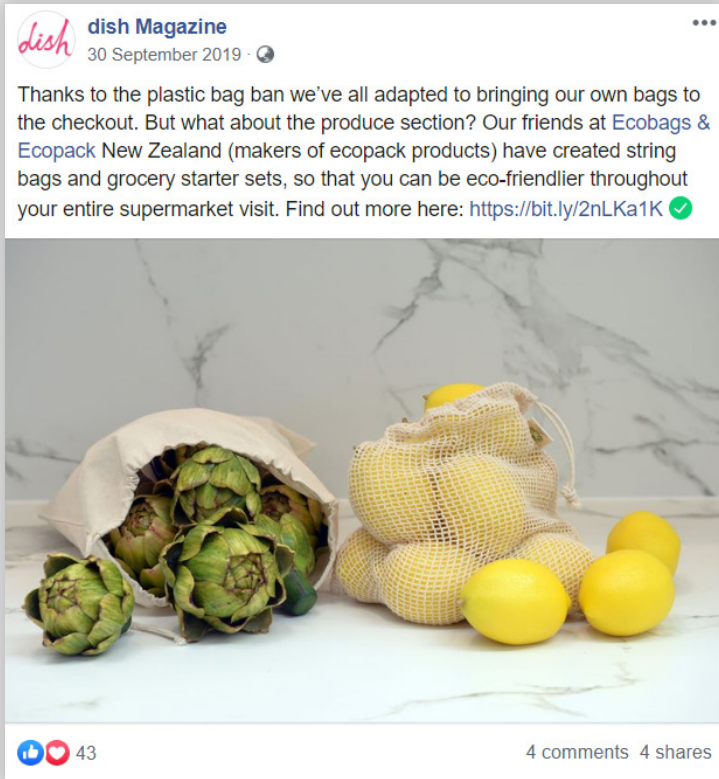 dish
dish Magazine
30 September 2019 ·
Thanks to the plastic bag ban we've all adapted to bringing our own bags to
the checkout. But what about the produce section? Our friends at Ecobags &
Ecopack New Zealand (makers of ecopack products) have created string
bags and grocery starter sets, so that you can be eco-friendlier throughout
your entire supermarket visit. Find out more here: https://bit.ly/2nLKa1K
43
4 comments 4 shares